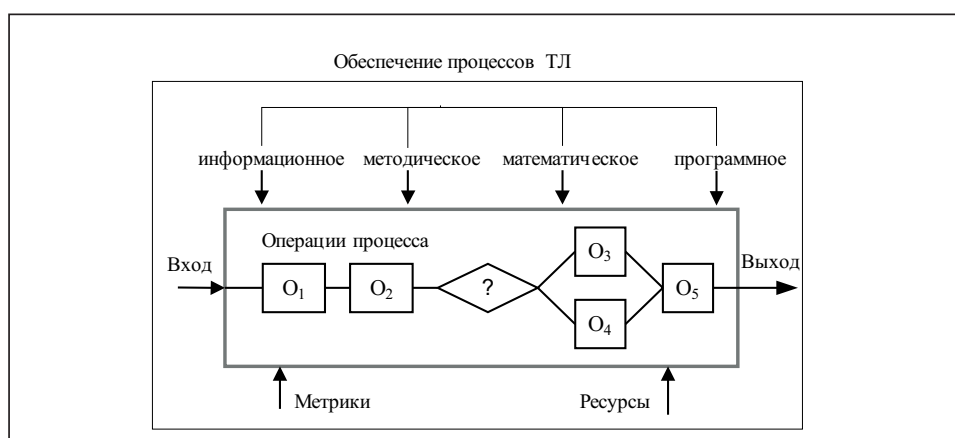 Обеспечение процессов ТЛ
информационное методическое математическое программное
Операции процесса
Вход
O1 O2 ? O3 O4 O5
Выход
Метрики Ресурсы